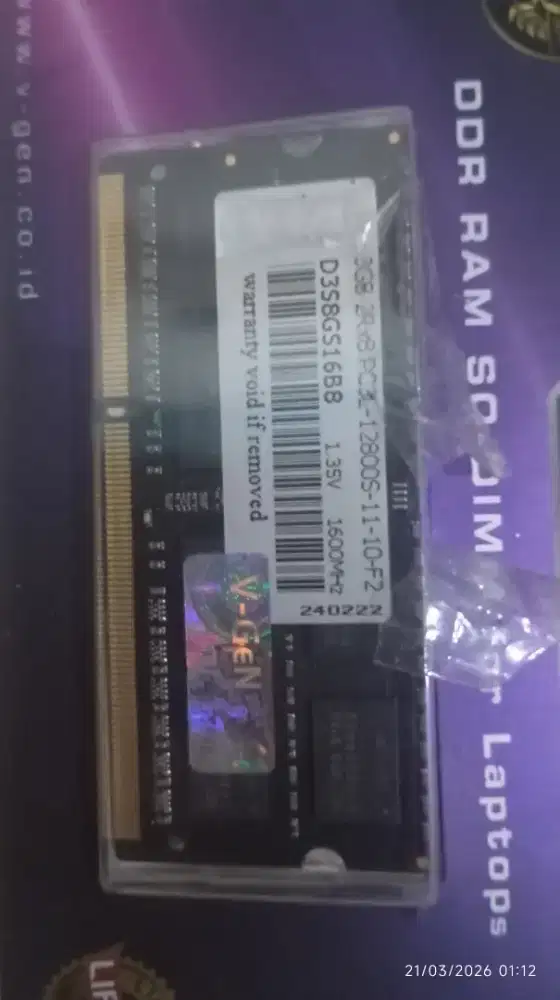 www.v-gen.co.id
DDR RAM SO-DIMM for Laptops
8GB 2Rx8 PC3L-12800S-11-10-F2
D3S8GS16B8 1.35V 1600MHz
240222
warranty void if removed
V-GEN
LIF
21/03/2026 01:12